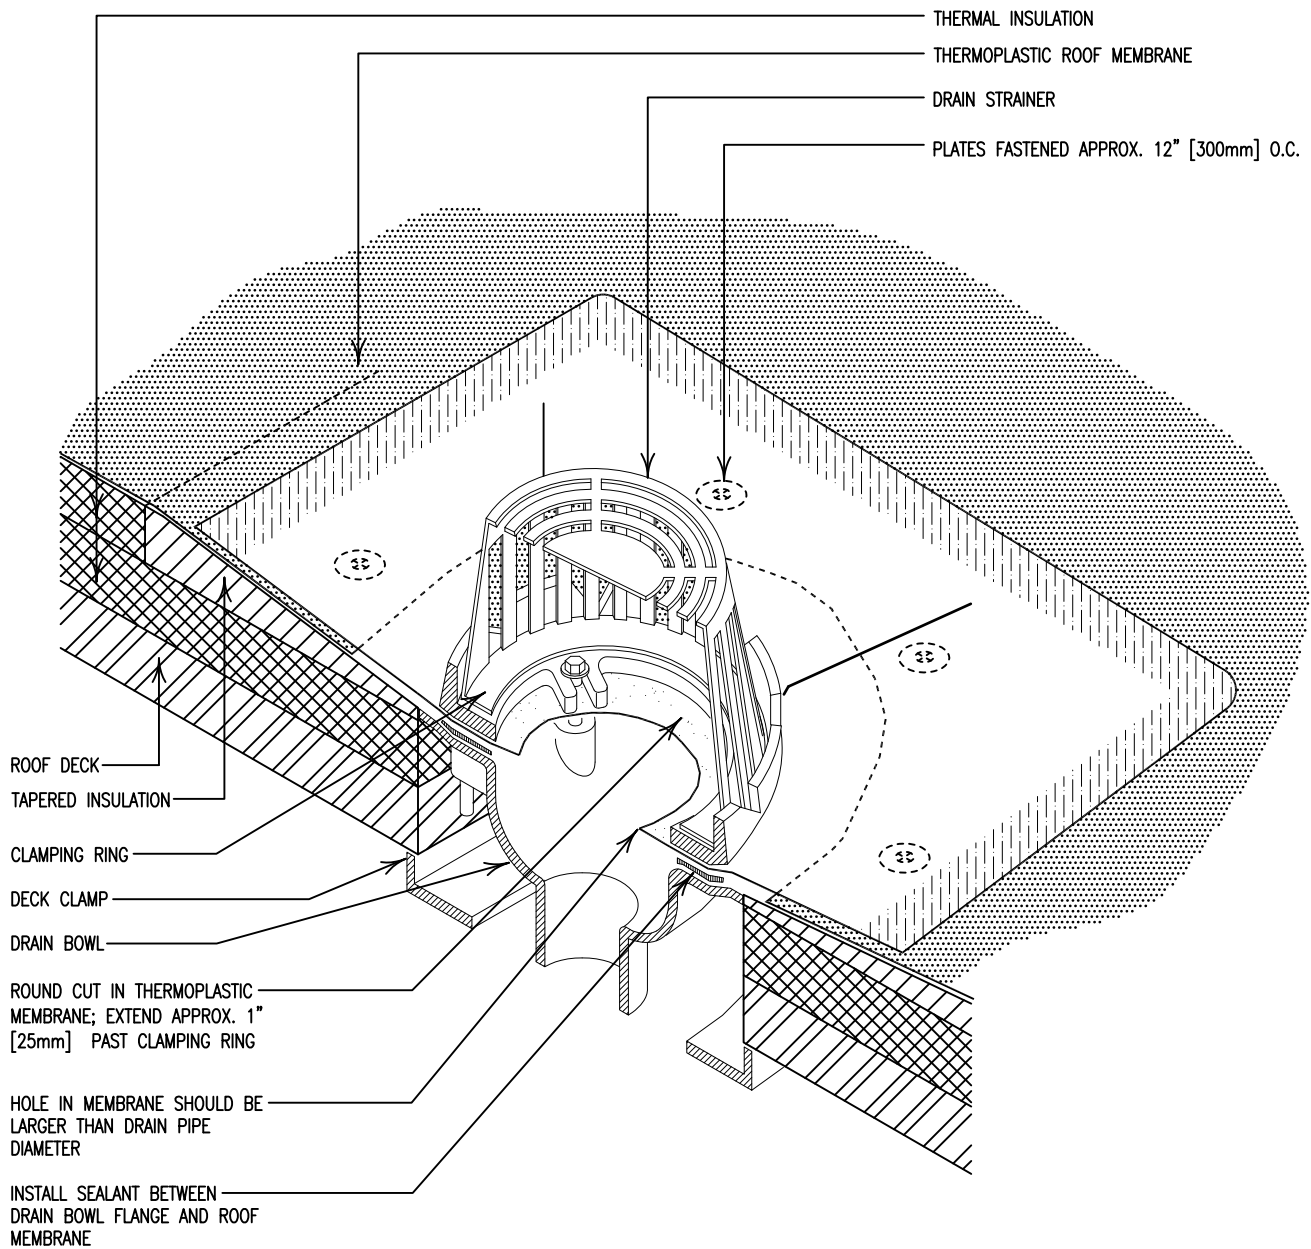 THERMAL INSULATION
THERMOPLASTIC ROOF MEMBRANE
DRAIN STRAINER
PLATES FASTENED APPROX. 12" [300mm] O.C.
ROOF DECK
TAPERED INSULATION
CLAMPING RING
DECK CLAMP
DRAIN BOWL
ROUND CUT IN THERMOPLASTIC
MEMBRANE; EXTEND APPROX. 1"
[25mm] PAST CLAMPING RING
HOLE IN MEMBRANE SHOULD BE
LARGER THAN DRAIN PIPE
DIAMETER
INSTALL SEALANT BETWEEN
DRAIN BOWL FLANGE AND ROOF
MEMBRANE